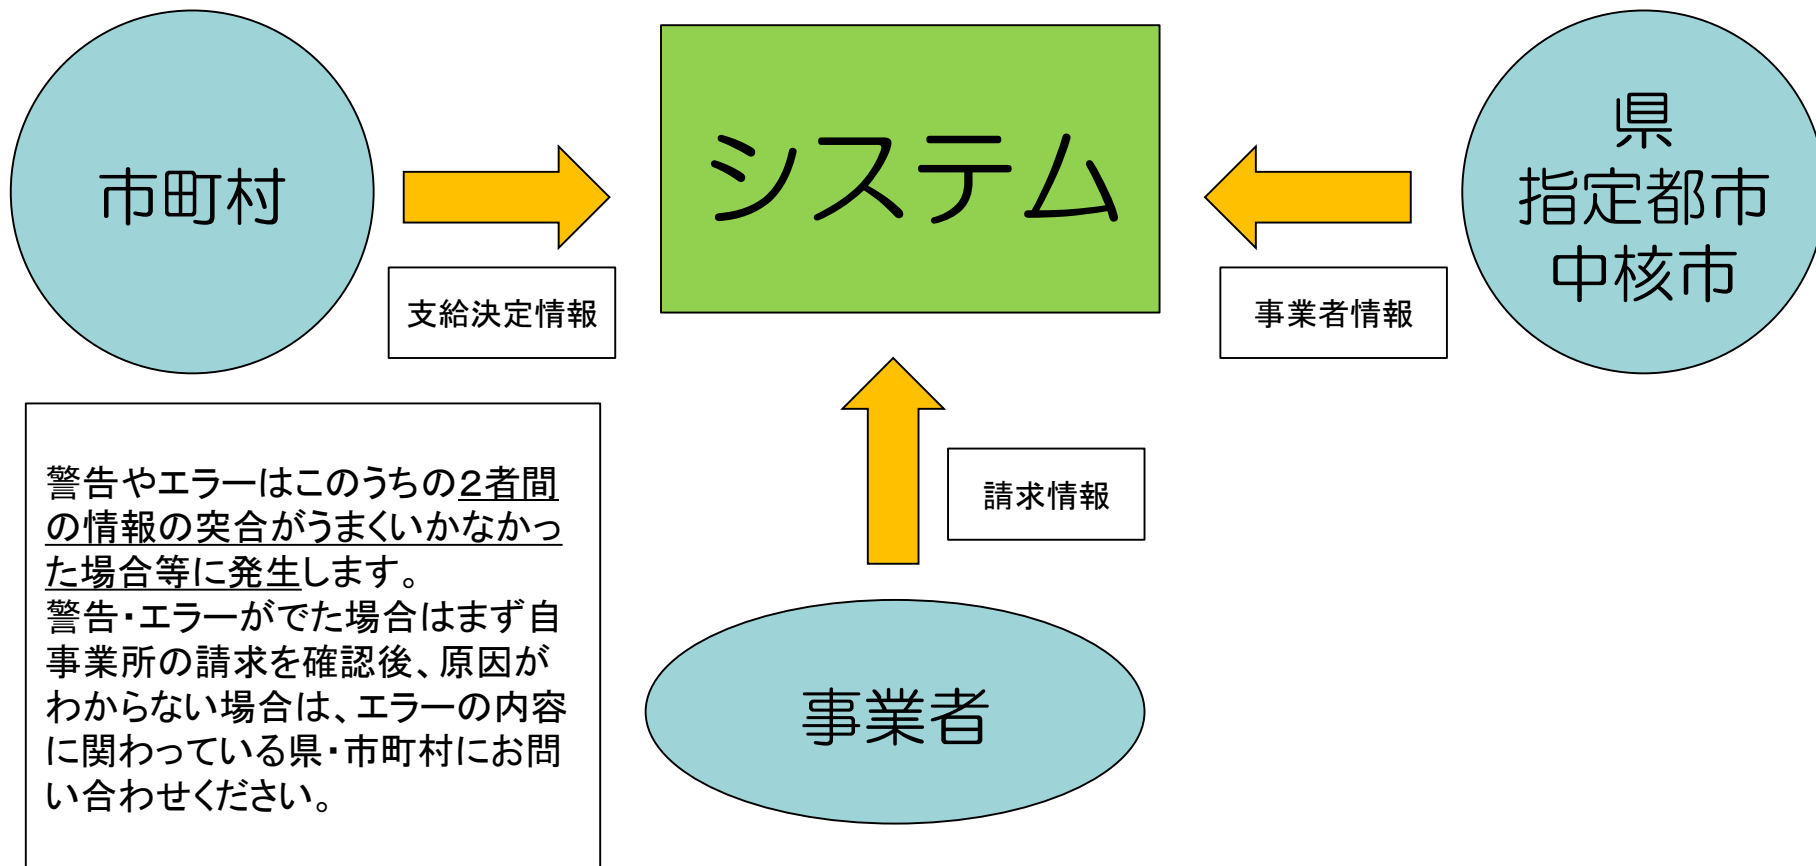 市町村
システム
県
指定都市
中核市
支給決定情報
事業者情報
請求情報
事業者
警告やエラーはこのうちの２者間
の情報の突合がうまくいかなかっ
た場合等に発生します。
警告・エラーがでた場合はまず自
事業所の請求を確認後、原因が
わからない場合は、エラーの内容
に関わっている県・市町村にお問
い合わせください。